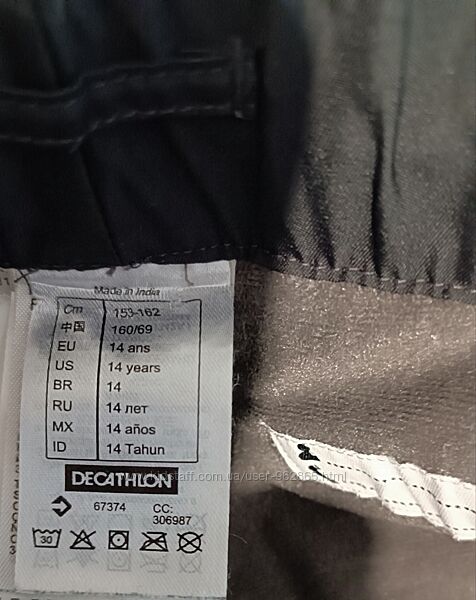 Made in India
Cm 153-162
中国 160/69
EU 14 ans
US 14 years
BR 14
RU 14 лет
MX 14 años
ID 14 Tahun
DECATHLON
67374 CC:
306987
30